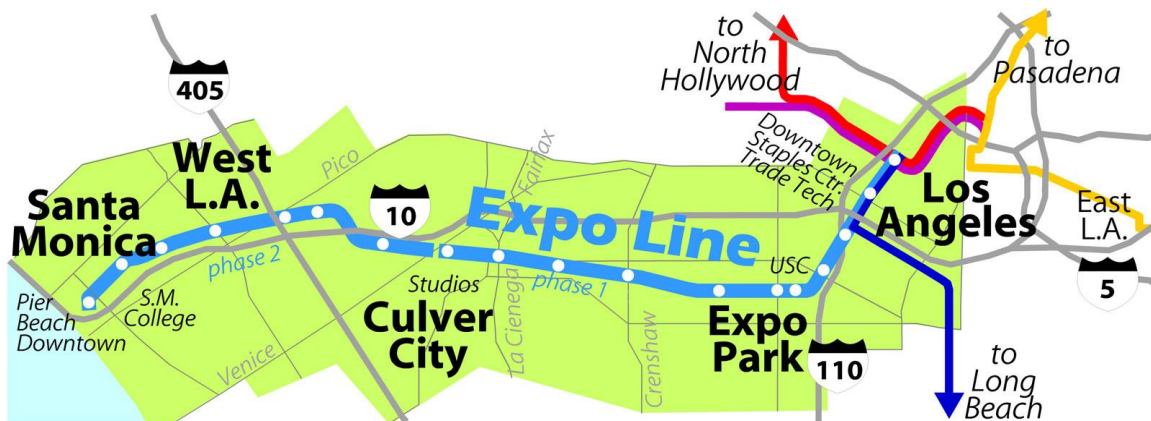 to
North
Hollywood
to
Pasadena
405
Downtown
Staples Ctr.
Trade Tech
West
L.A.
Pico
Fairfax
Santa
Monica
10
Expo Line
Los
Angeles
East
L.A.
phase 2
USC
Studios
phase 1
Pier
Beach
Downtown
S.M.
College
5
Culver
City
La Cienega
Expo
Park
Venice
Crenshaw
110
to
Long
Beach